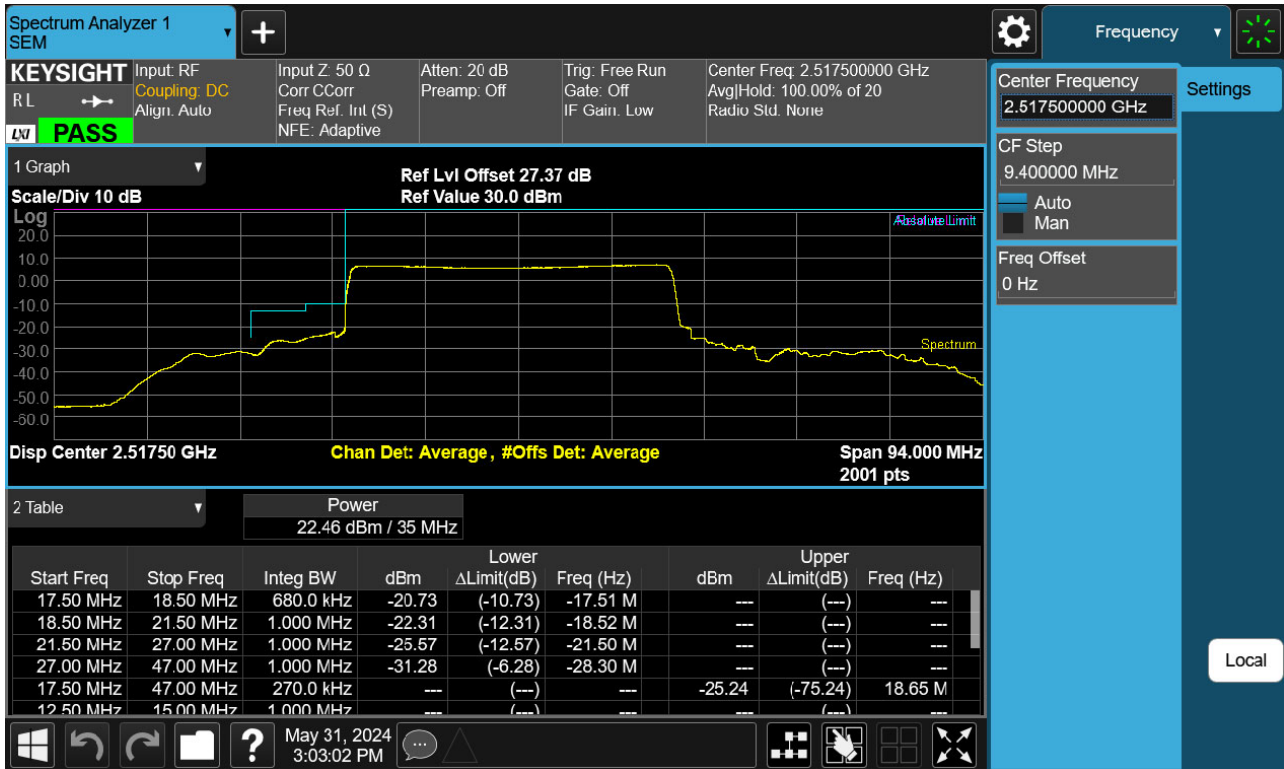 Spectrum Analyzer 1
SEM
Frequency
KEYSIGHT
R L
LXI
PASS
Input: RF
Coupling: DC
Align: Auto
Input Z: 50 Ω
Corr CCorr
Freq Ref: Int (S)
NFE: Adaptive
Atten: 20 dB
Preamp: Off
Trig: Free Run
Gate: Off
IF Gain: Low
Center Freq: 2.517500000 GHz
Avg|Hold: 100.00% of 20
Radio Std: None
Center Frequency
2.517500000 GHz
Settings
CF Step
9.400000 MHz
Auto
Man
Freq Offset
0 Hz
1 Graph
Scale/Div 10 dB
Ref Lvl Offset 27.37 dB
Ref Value 30.0 dBm
Log
20.0
10.0
0.00
-10.0
-20.0
-30.0
-40.0
-50.0
-60.0
Limit
Spectrum
Disp Center 2.51750 GHz
Chan Det: Average , #Offs Det: Average
Span 94.000 MHz
2001 pts
2 Table
Power
22.46 dBm / 35 MHz
Lower Upper
Start Freq Stop Freq Integ BW dBm ΔLimit(dB) Freq (Hz) dBm ΔLimit(dB) Freq (Hz)
17.50 MHz 18.50 MHz 680.0 kHz -20.73 (-10.73) -17.51 M --- (---) ---
18.50 MHz 21.50 MHz 1.000 MHz -22.31 (-12.31) -18.52 M --- (---) ---
21.50 MHz 27.00 MHz 1.000 MHz -25.57 (-12.57) -21.50 M --- (---) ---
27.00 MHz 47.00 MHz 1.000 MHz -31.28 (-6.28) -28.30 M --- (---) ---
17.50 MHz 47.00 MHz 270.0 kHz --- (---) --- -25.24 (-75.24) 18.65 M
12.50 MHz 15.00 MHz 1.000 MHz --- (---) --- --- (---) ---
Local
?
May 31, 2024
3:03:02 PM